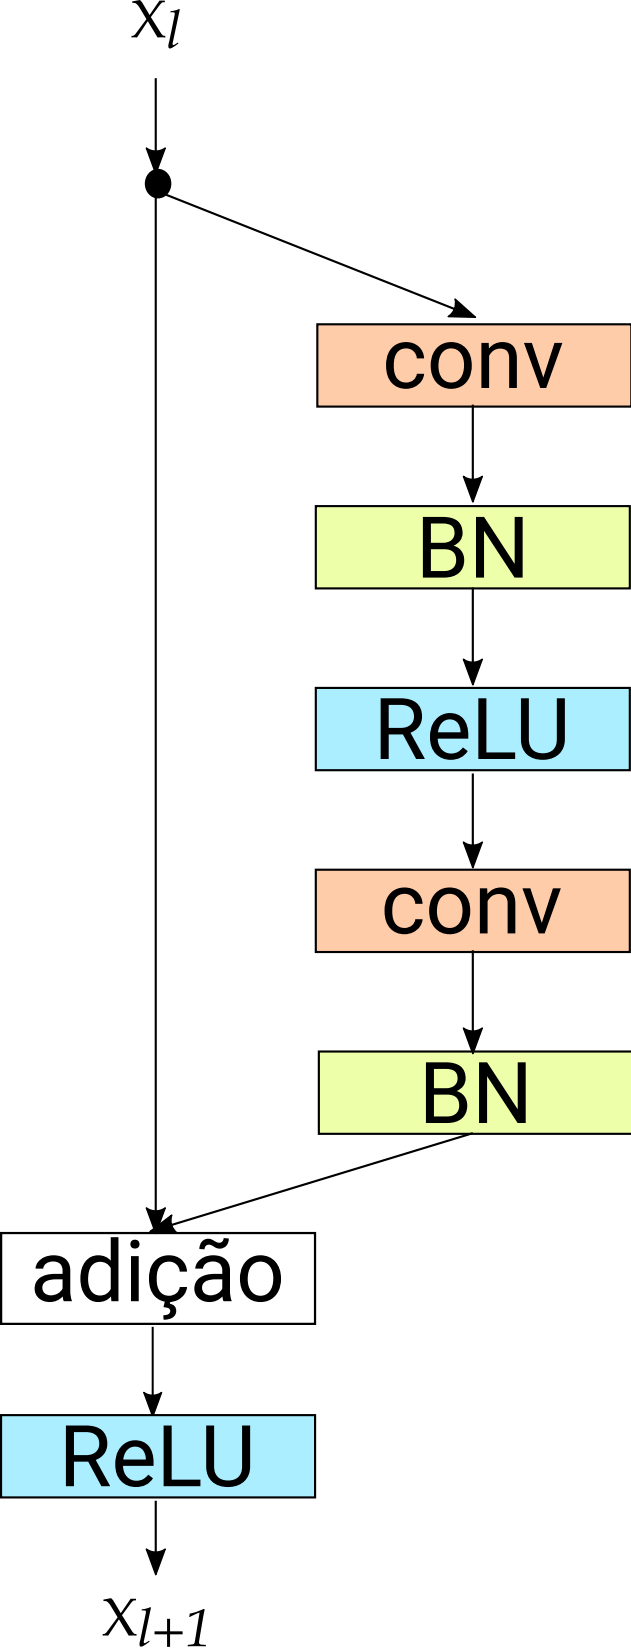 x_l
conv
BN
ReLU
conv
BN
adição
ReLU
x_{l+1}